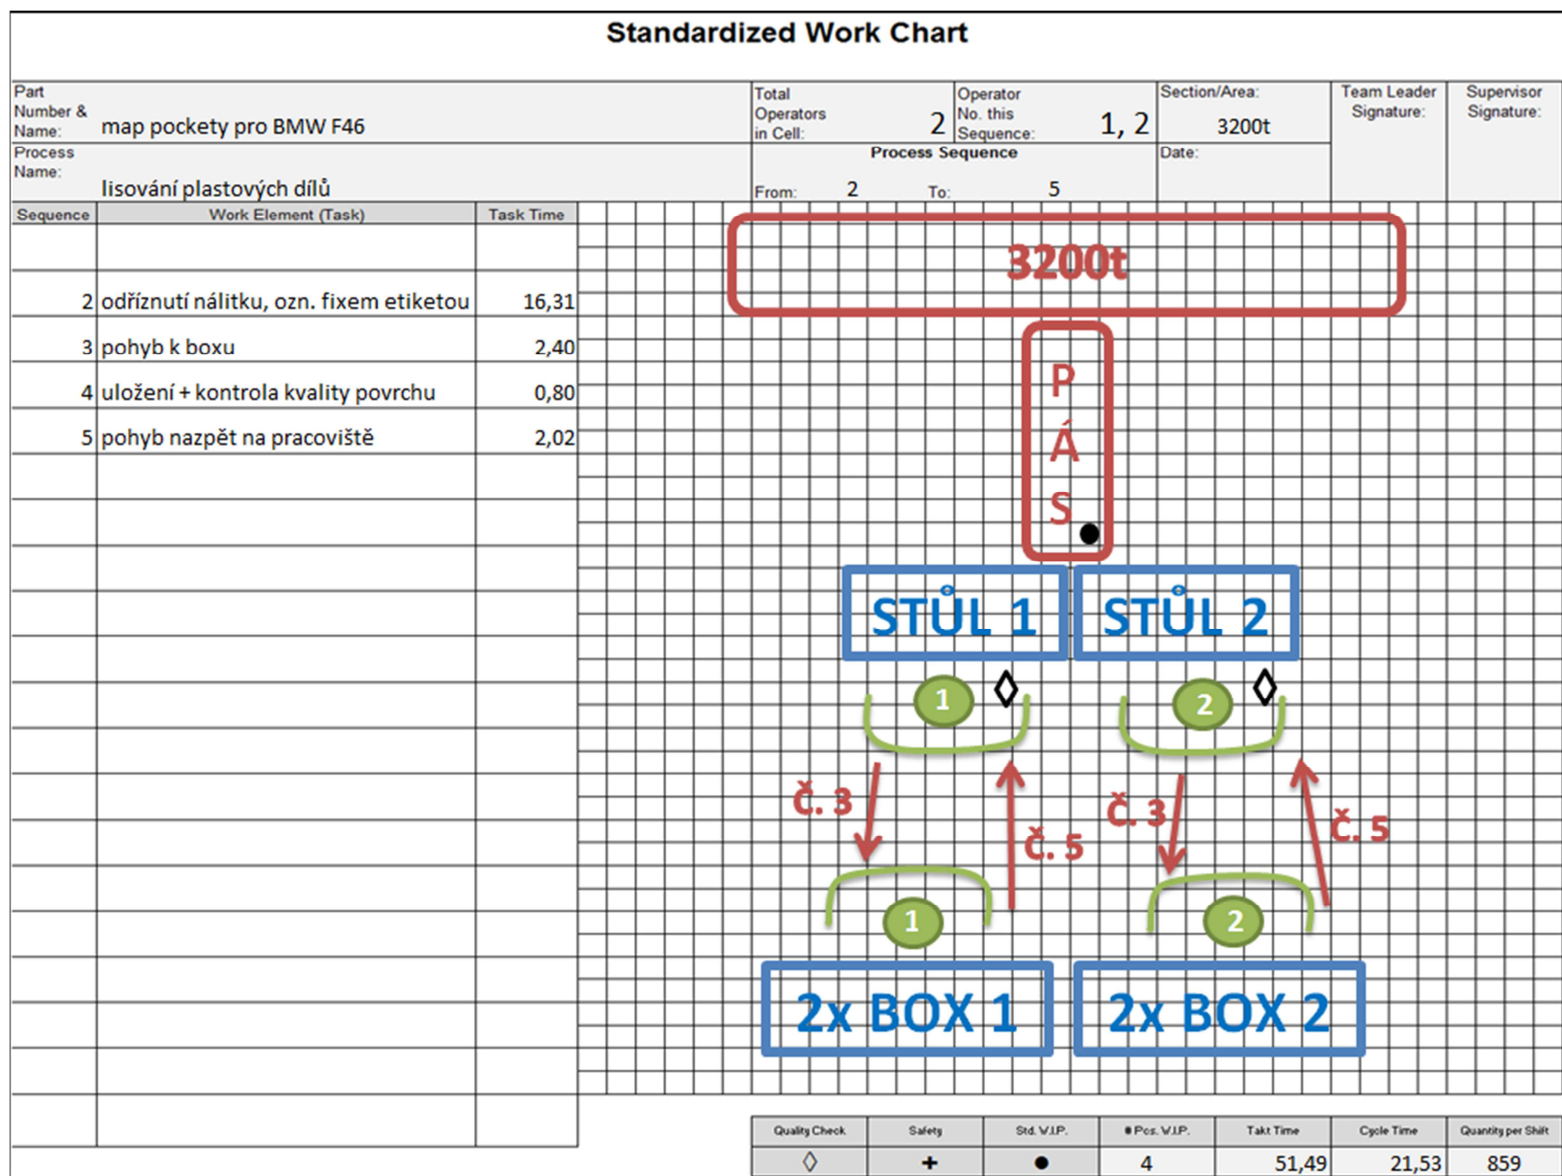 Standardized Work Chart
Part
Number &
Name: map pockety pro BMW F46
Total
Operators
in Cell: 2
Operator
No. this
Sequence: 1, 2
Section/Area:
3200t
Team Leader
Signature:
Supervisor
Signature:
Process
Name:
lisování plastových dílů
Process Sequence
From: 2 To: 5
Date:
Sequence Work Element (Task) Task Time
2 odříznutí nálitku, ozn. fixem etiketou 16,31
3 pohyb k boxu 2,40
4 uložení + kontrola kvality povrchu 0,80
5 pohyb nazpět na pracoviště 2,02
3200t
P
Á
S
STŮL 1 STŮL 2
1 2
Č. 3 Č. 5 Č. 3 Č. 5
1 2
2x BOX 1 2x BOX 2
Quality Check Safety Std. W.I.P. # Pos. W.I.P. Takt Time Cycle Time Quantity per Shift
◊ + ● 4 51,49 21,53 859